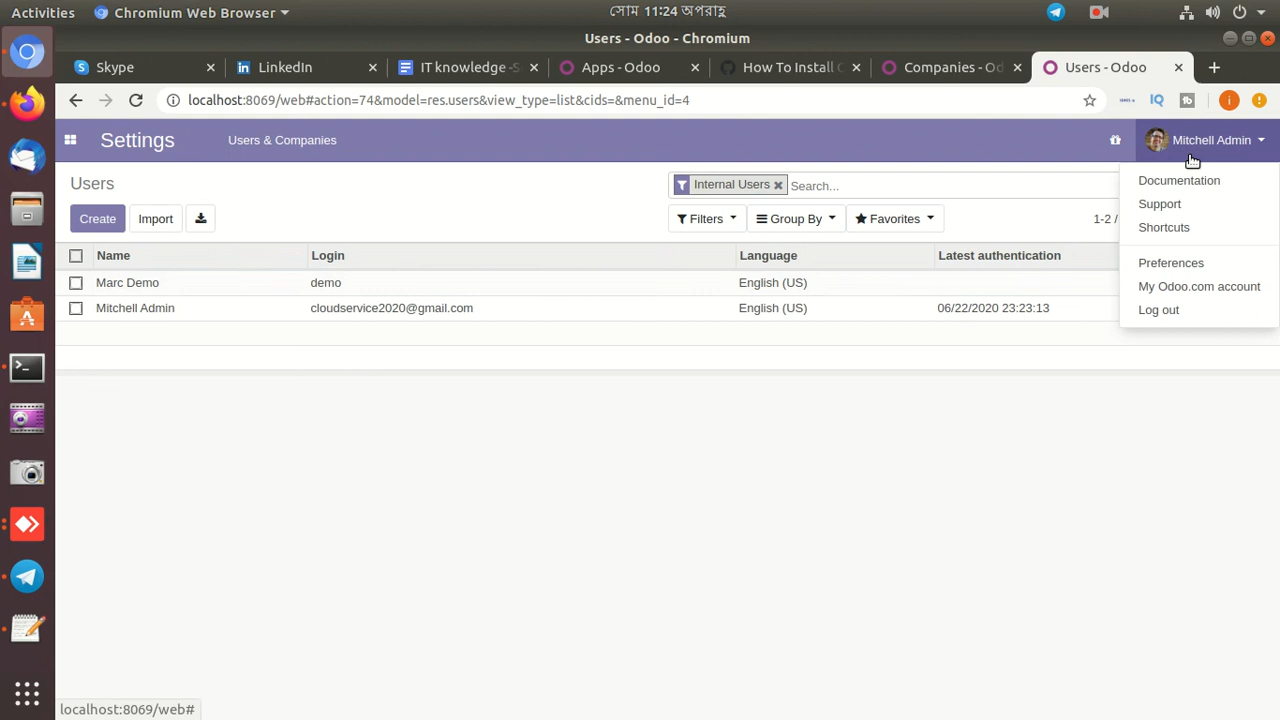 Activities
Chromium Web Browser
সোম 11:24 অপরাহ্ণ
Users - Odoo - Chromium
Skype
LinkedIn
IT knowledge -S
Apps - Odoo
How To Install O
Companies - Od
Users - Odoo
localhost:8069/web#action=74&model=res.users&view_type=list&cids=&menu_id=4
IQ
i
Settings
Users & Companies
Mitchell Admin
Users
Internal Users
Search...
Documentation
Support
Shortcuts
Preferences
My Odoo.com account
Log out
Create
Import
Filters
Group By
Favorites
1-2 /
Name
Login
Language
Latest authentication
Marc Demo
demo
English (US)
Mitchell Admin
cloudservice2020@gmail.com
English (US)
06/22/2020 23:23:13
localhost:8069/web#